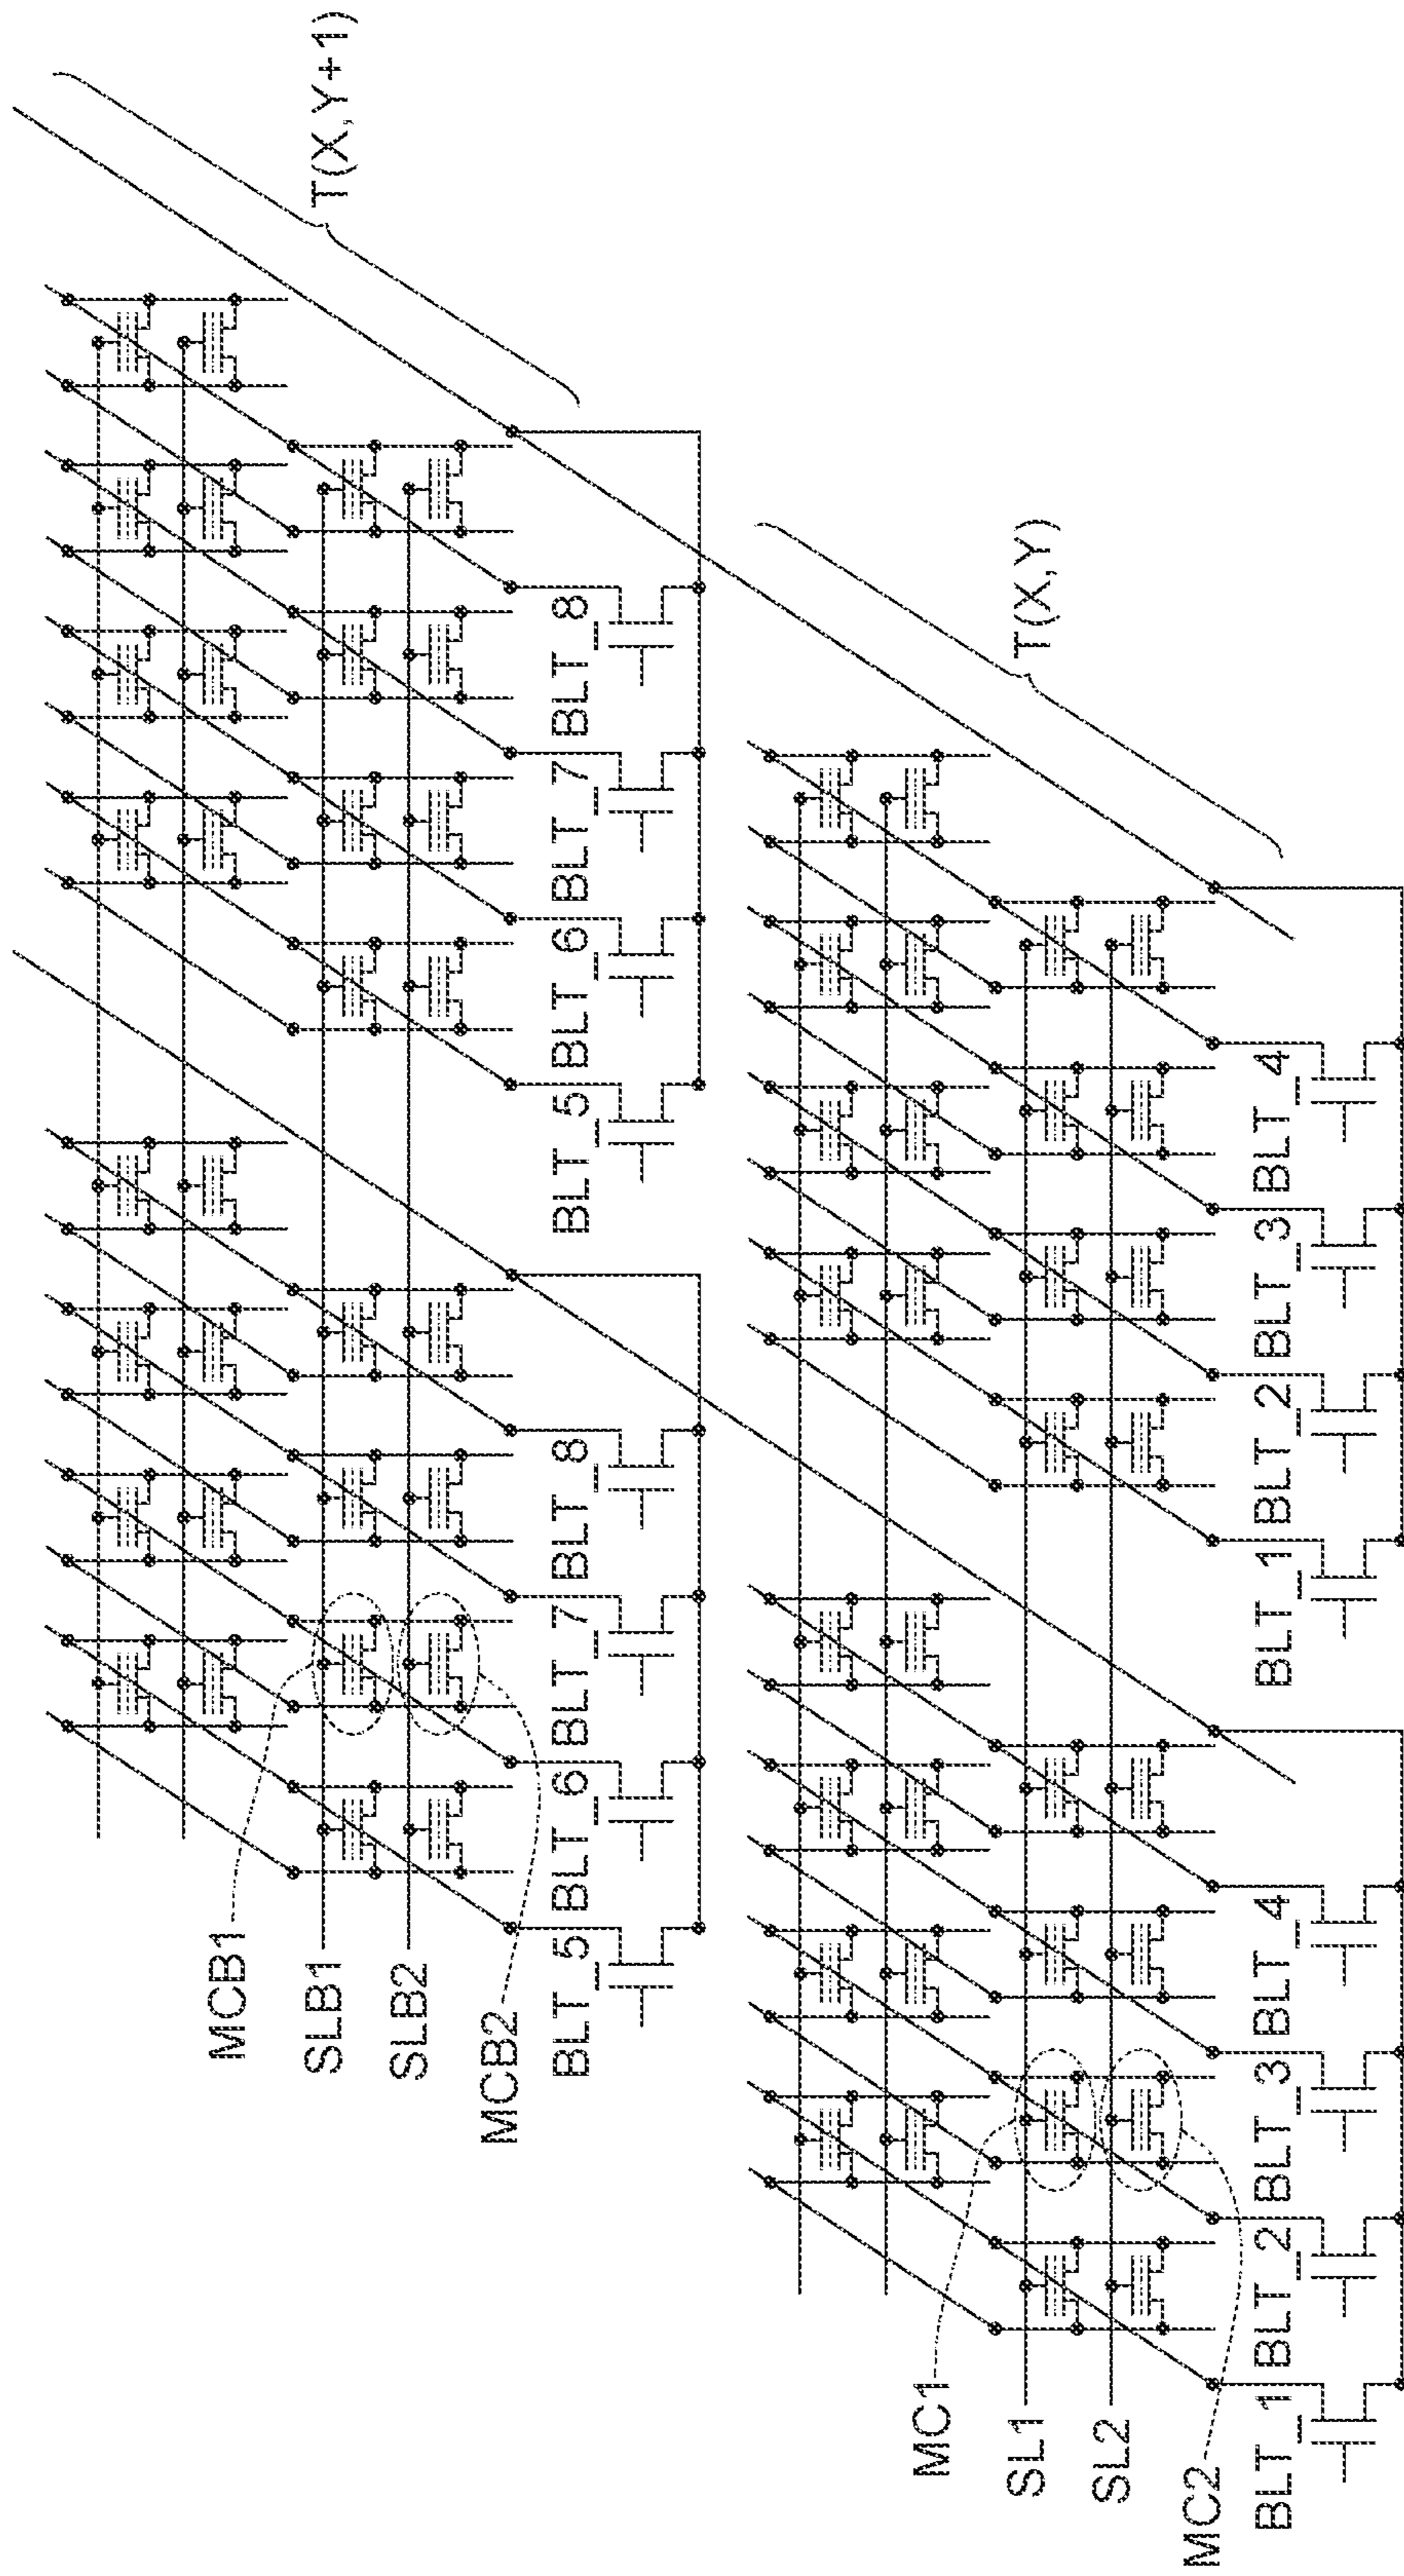 T(X,Y+1)
MCB1
SLB1
SLB2
MCB2
BLT_5
BLT_6
BLT_7
BLT_8
BLT_5
BLT_6
BLT_7
BLT_8
T(X,Y)
MC1
SL1
SL2
MC2
BLT_1
BLT_2
BLT_3
BLT_4
BLT_1
BLT_2
BLT_3
BLT_4